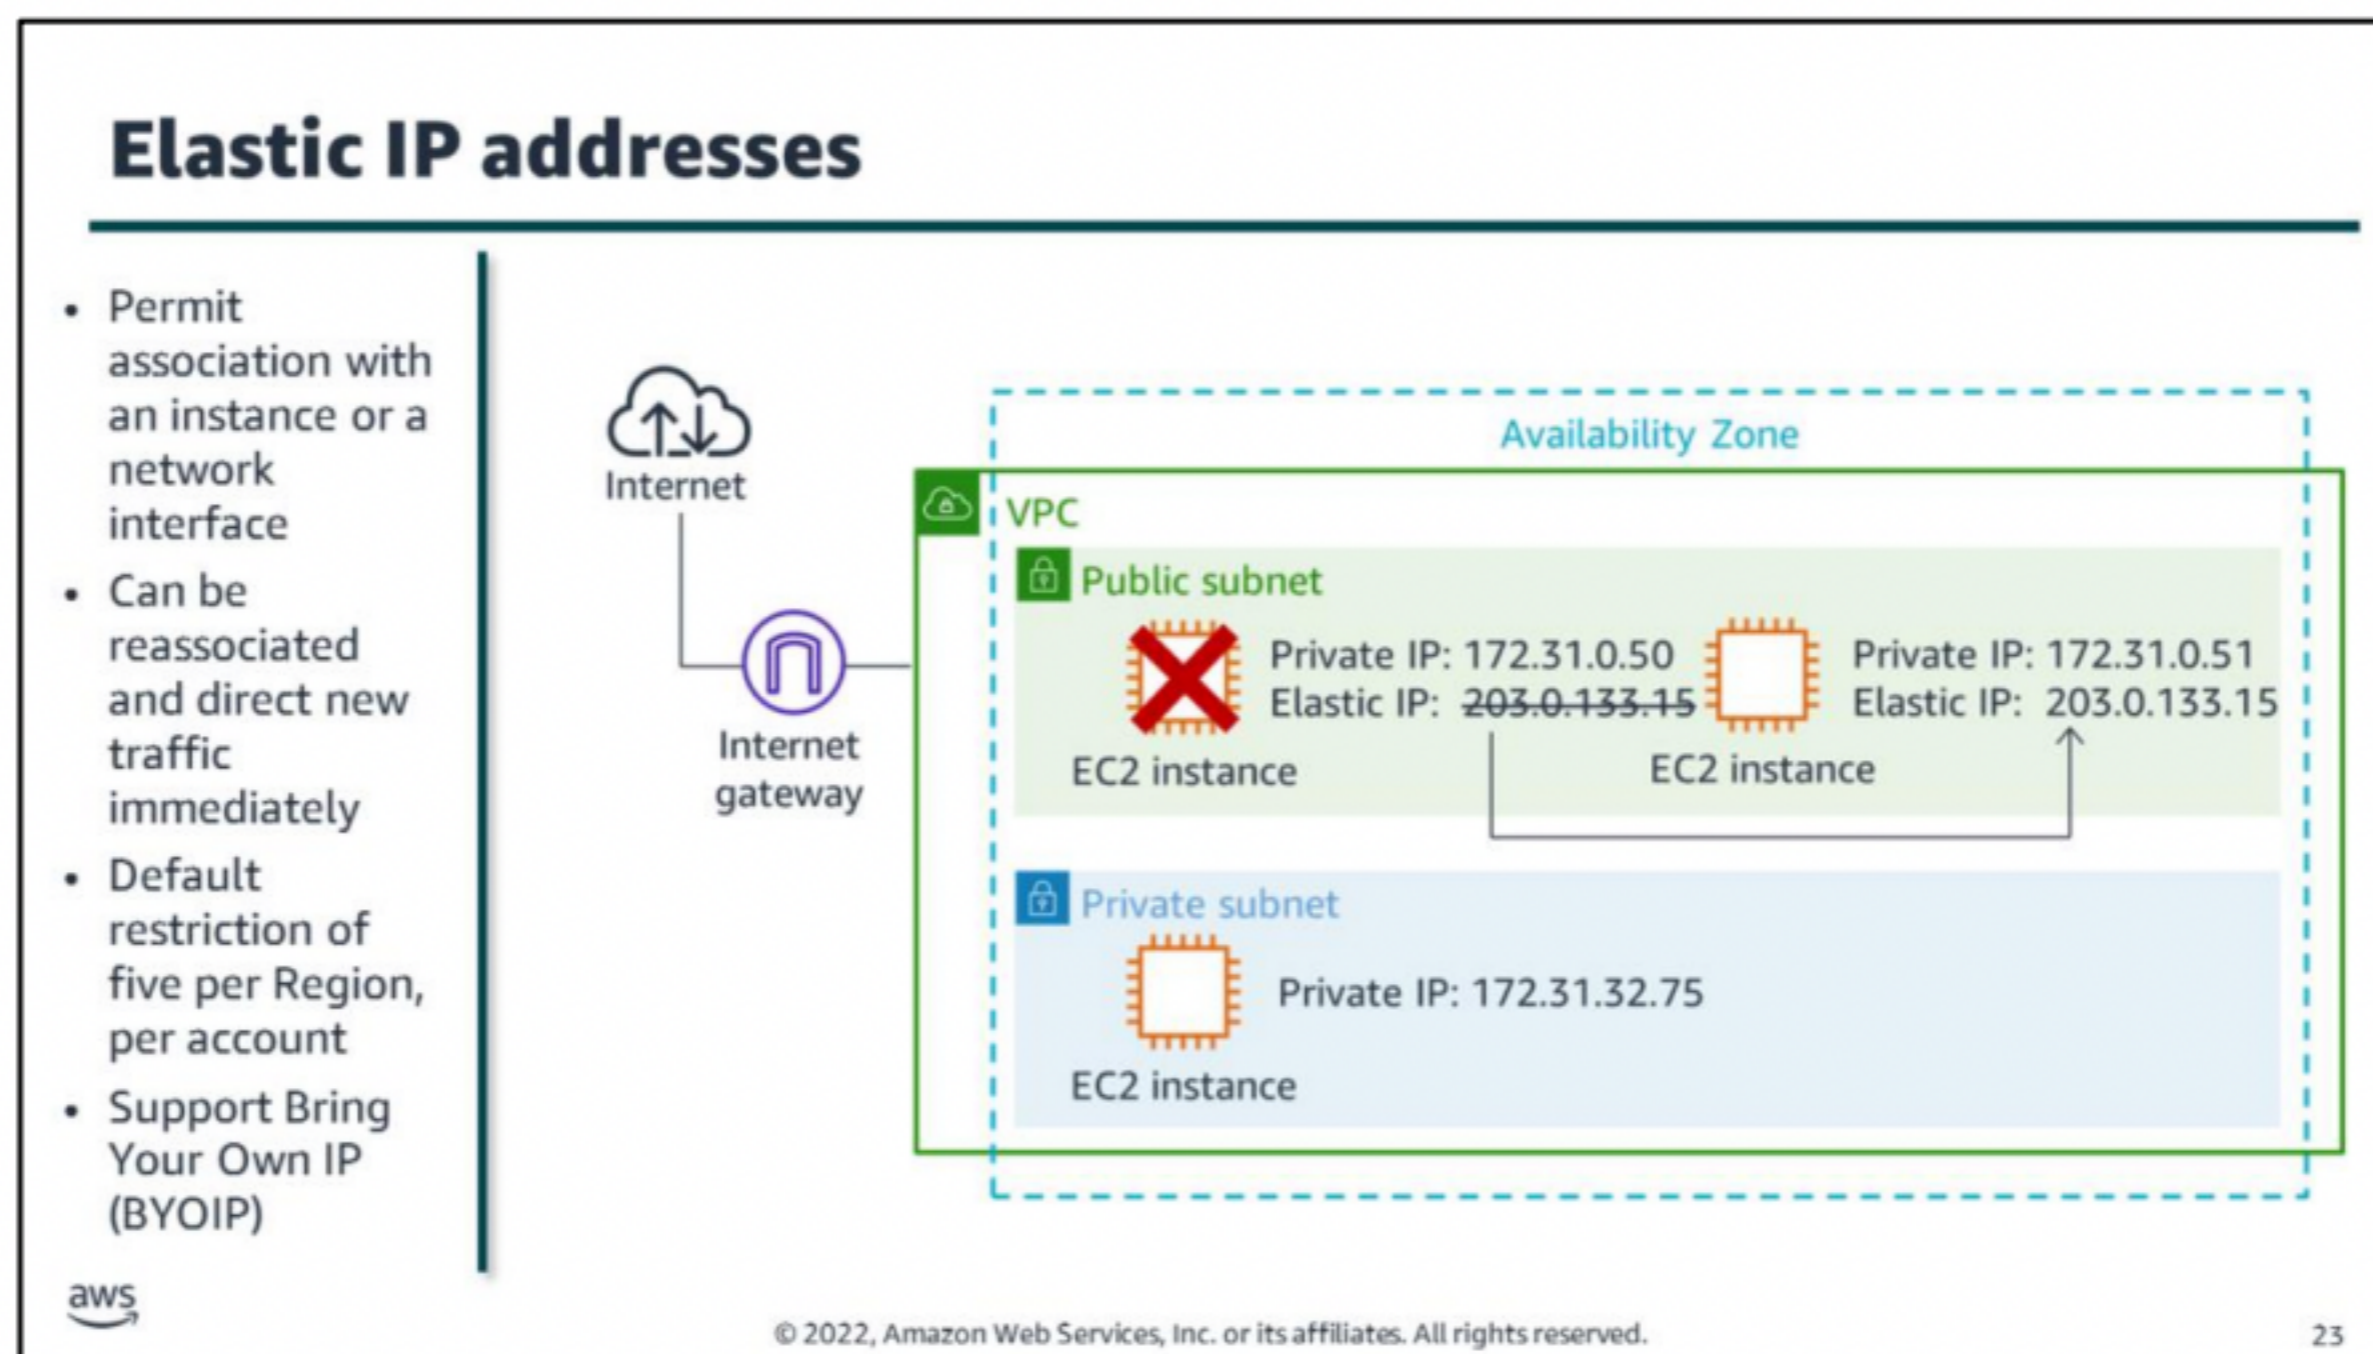 Elastic IP addresses
• Permit
association with
an instance or a
network
interface
• Can be
reassociated
and direct new
traffic
immediately
• Default
restriction of
five per Region,
per account
• Support Bring
Your Own IP
(BYOIP)
Internet
Internet
gateway
Availability Zone
VPC
Public subnet
Private IP: 172.31.0.50
Elastic IP: 203.0.133.15
EC2 instance
Private IP: 172.31.0.51
Elastic IP: 203.0.133.15
EC2 instance
Private subnet
Private IP: 172.31.32.75
EC2 instance
aws
© 2022, Amazon Web Services, Inc. or its affiliates. All rights reserved.
23